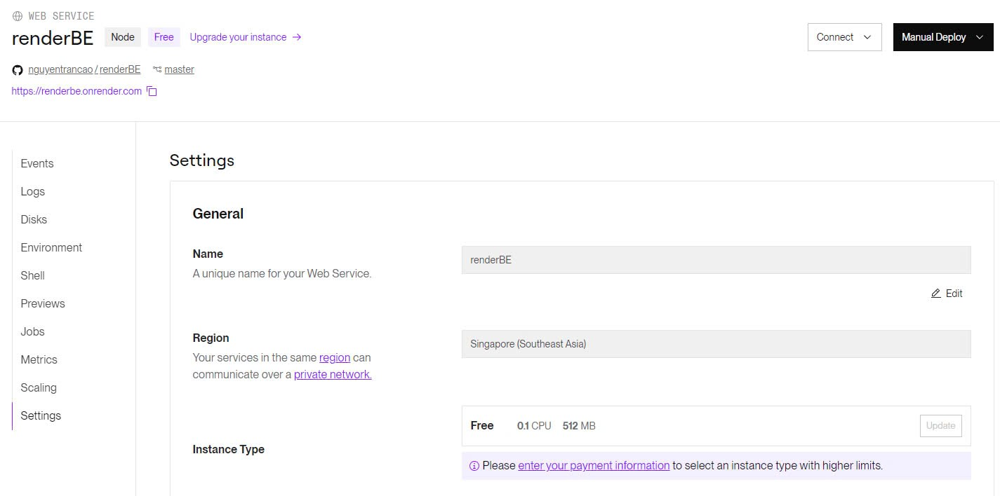 WEB SERVICE
renderBE Node Free Upgrade your instance →
nguyentrancao / renderBE master
https://renderbe.onrender.com
Connect
Manual Deploy
Events
Logs
Disks
Environment
Shell
Previews
Jobs
Metrics
Scaling
Settings
Settings
General
Name
A unique name for your Web Service.
renderBE
Edit
Region
Your services in the same region can
communicate over a private network.
Singapore (Southeast Asia)
Instance Type
Free 0.1 CPU 512 MB Update
Please enter your payment information to select an instance type with higher limits.